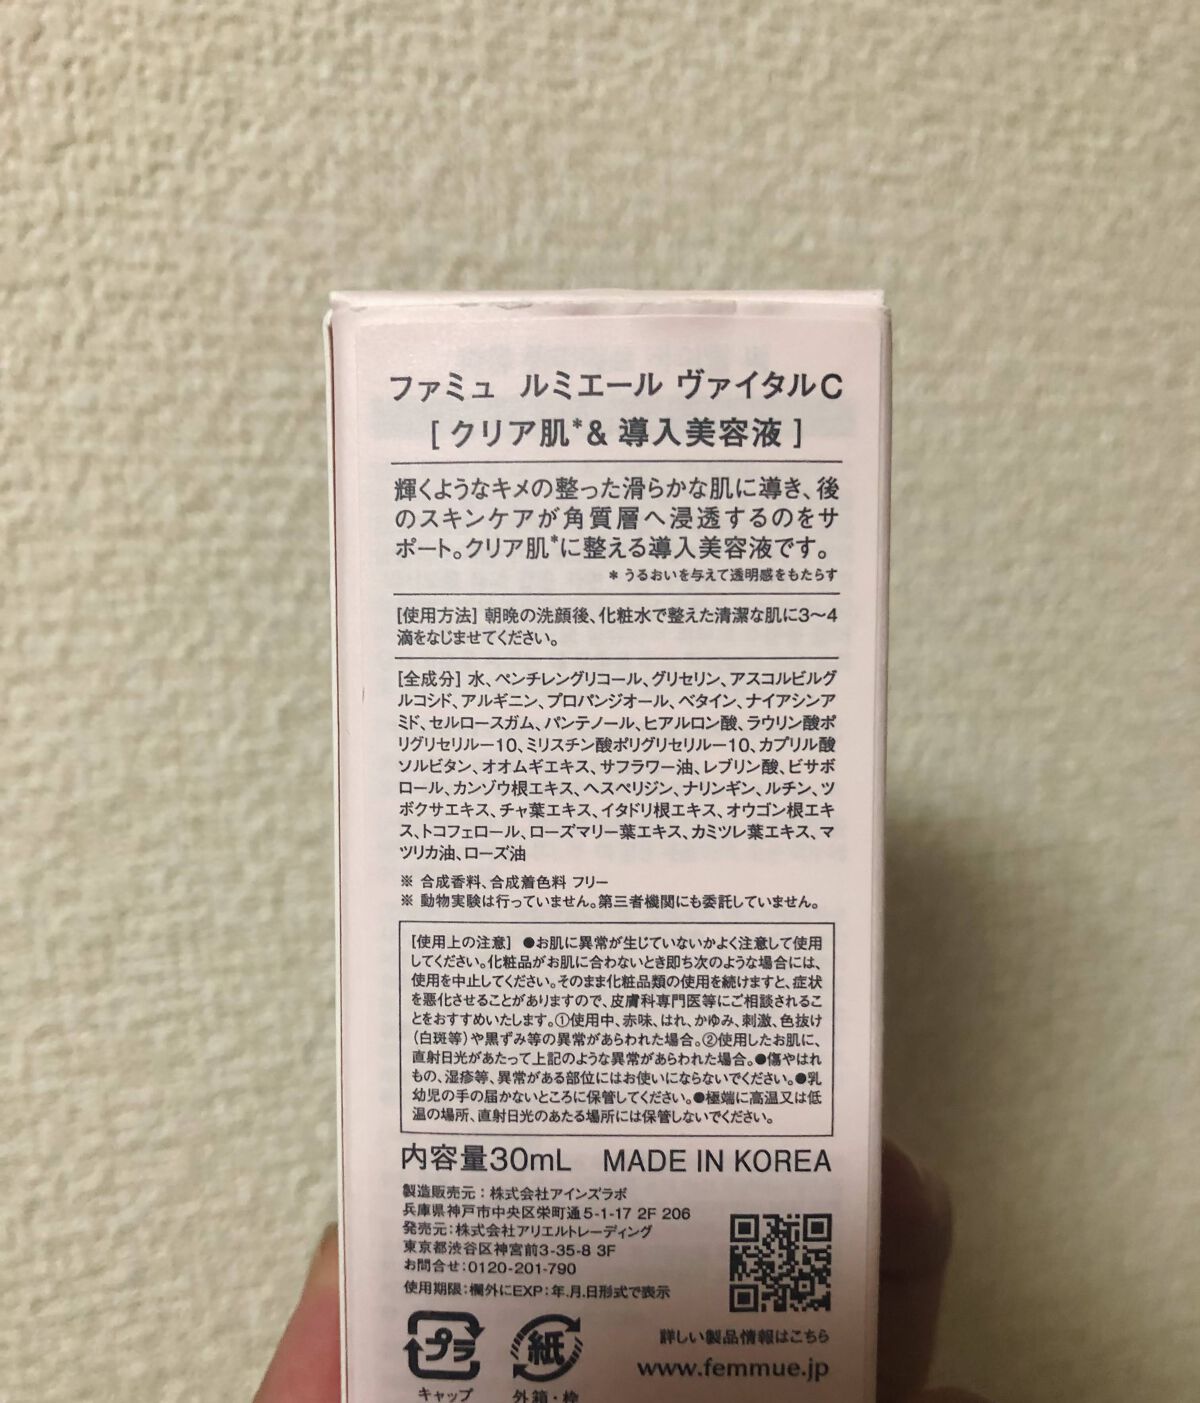 ファミュ ルミエール ヴァイタルC
[ クリア肌*& 導入美容液 ]
輝くようなキメの整った滑らかな肌に導き、後
のスキンケアが角質層へ浸透するのをサ
ポート。クリア肌*に整える導入美容液です。
* うるおいを与えて透明感をもたらす
[使用方法] 朝晩の洗顔後、化粧水で整えた清潔な肌に3〜4
滴をなじませてください。
[全成分] 水、ペンチレングリコール、グリセリン、アスコルビルグ
ルコシド、アルギニン、プロパンジオール、ベタイン、ナイアシンア
ミド、セルロースガム、パンテノール、ヒアルロン酸、ラウリン酸ポ
リグリセリル－10、ミリスチン酸ポリグリセリル－10、カプリル酸
ソルビタン、オオムギエキス、サフラワー油、レブリン酸、ビサボ
ロール、カンゾウ根エキス、ヘスペリジン、ナリンギン、ルチン、ツ
ボクサエキス、チャ葉エキス、イタドリ根エキス、オウゴン根エキ
ス、トコフェロール、ローズマリー葉エキス、カミツレ葉エキス、マ
ツリカ油、ローズ油
※ 合成香料、合成着色料 フリー
※ 動物実験は行っていません。第三者機関にも委託していません。
[使用上の注意] ●お肌に異常が生じていないかよく注意して使用
してください。化粧品がお肌に合わないとき即ち次のような場合には、
使用を中止してください。そのまま化粧品類の使用を続けますと、症状
を悪化させることがありますので、皮膚科専門医等にご相談されるこ
とをおすすめいたします。①使用中、赤味、はれ、かゆみ、刺激、色抜け
（白斑等）や黒ずみ等の異常があらわれた場合。②使用したお肌に、
直射日光があたって上記のような異常があらわれた場合。●傷やはれ
もの、湿疹等、異常がある部位にはお使いにならないでください。●乳
幼児の手の届かないところに保管してください。●極端に高温又は低
温の場所、直射日光のあたる場所には保管しないでください。
内容量30mL MADE IN KOREA
製造販売元：株式会社アインズラボ
兵庫県神戸市中央区栄町通5-1-17 2F 206
発売元：株式会社アリエルトレーディング
東京都渋谷区神宮前3-35-8 3F
お問合せ：0120-201-790
使用期限：欄外にEXP：年.月.日形式で表示
プラ
キャップ
紙
外箱・枠
詳しい製品情報はこちら
www.femmue.jp